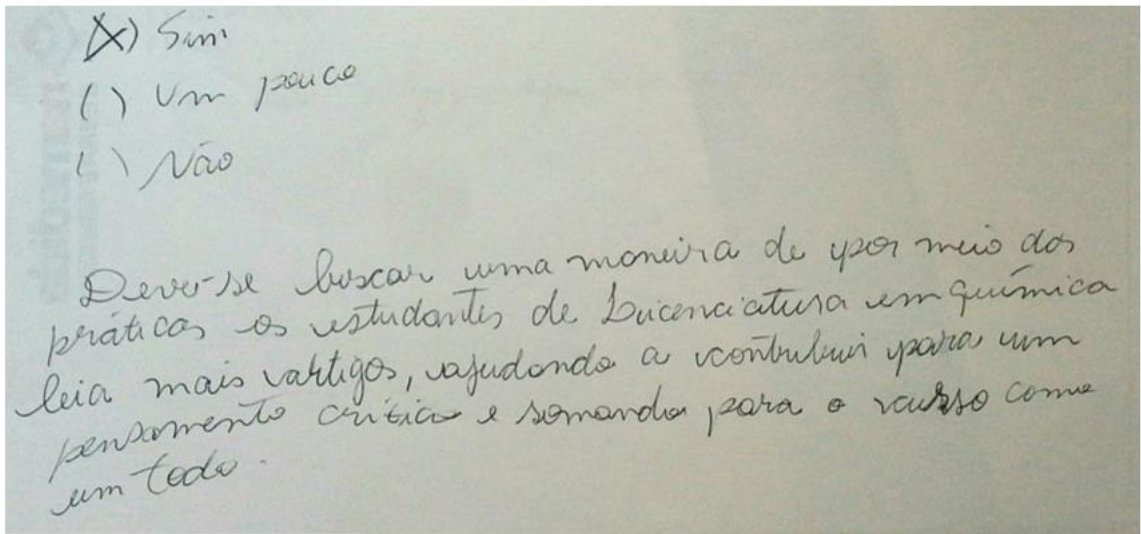 (X) Sim
( ) Um pouco
( ) Não
Deve-se buscar uma maneira de por meio das
práticas os estudantes de Licenciatura em química
leia mais artigos, ajudando a contribuir para um
pensamento critico e somando para o curso como
um todo.